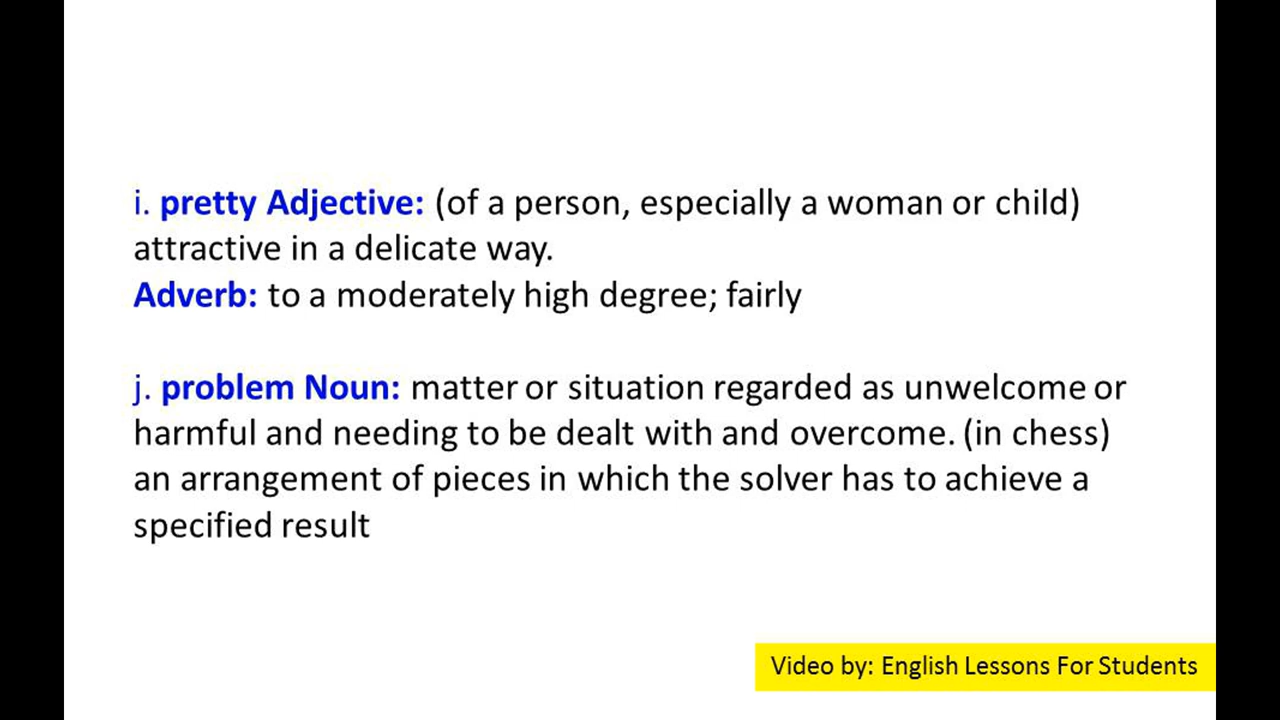 i. pretty Adjective: (of a person, especially a woman or child)
attractive in a delicate way.
Adverb: to a moderately high degree; fairly
j. problem Noun: matter or situation regarded as unwelcome or
harmful and needing to be dealt with and overcome. (in chess)
an arrangement of pieces in which the solver has to achieve a
specified result
Video by: English Lessons For Students